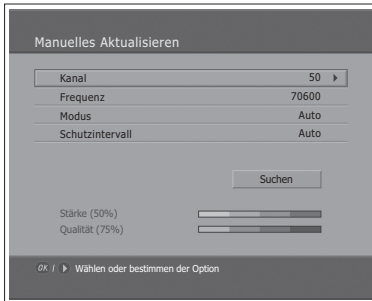 Manuelles Aktualisieren
Kanal 50
Frequenz 70600
Modus Auto
Schutzintervall Auto
Suchen
Stärke (50%)
Qualität (75%)
OK / Wählen oder bestimmen der Option